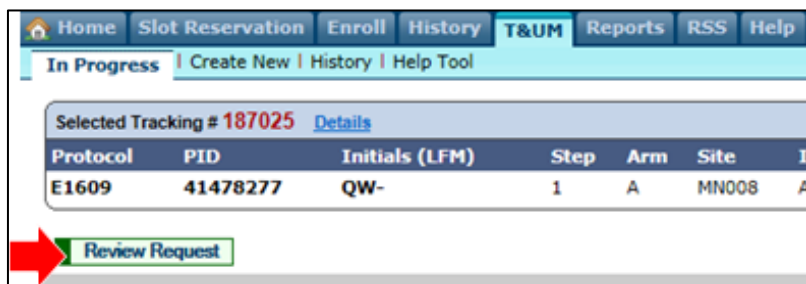 Home Slot Reservation Enroll History T&UM Reports RSS Help
In Progress | Create New | History | Help Tool
Selected Tracking # 187025 Details
Protocol PID Initials (LFM) Step Arm Site
E1609 41478277 QW- 1 A MN008
Review Request